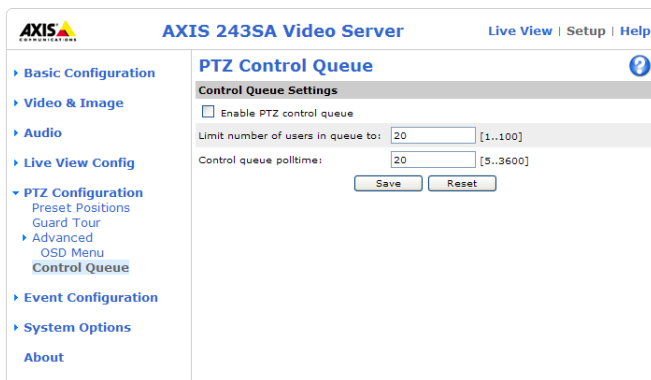 AXIS
COMMUNICATIONS
AXIS 243SA Video Server
Live View | Setup | Help
Basic Configuration
Video & Image
Audio
Live View Config
PTZ Configuration
Preset Positions
Guard Tour
Advanced
OSD Menu
Control Queue
Event Configuration
System Options
About
PTZ Control Queue
?
Control Queue Settings
Enable PTZ control queue
Limit number of users in queue to: 20 [1..100]
Control queue polltime: 20 [5..3600]
Save Reset